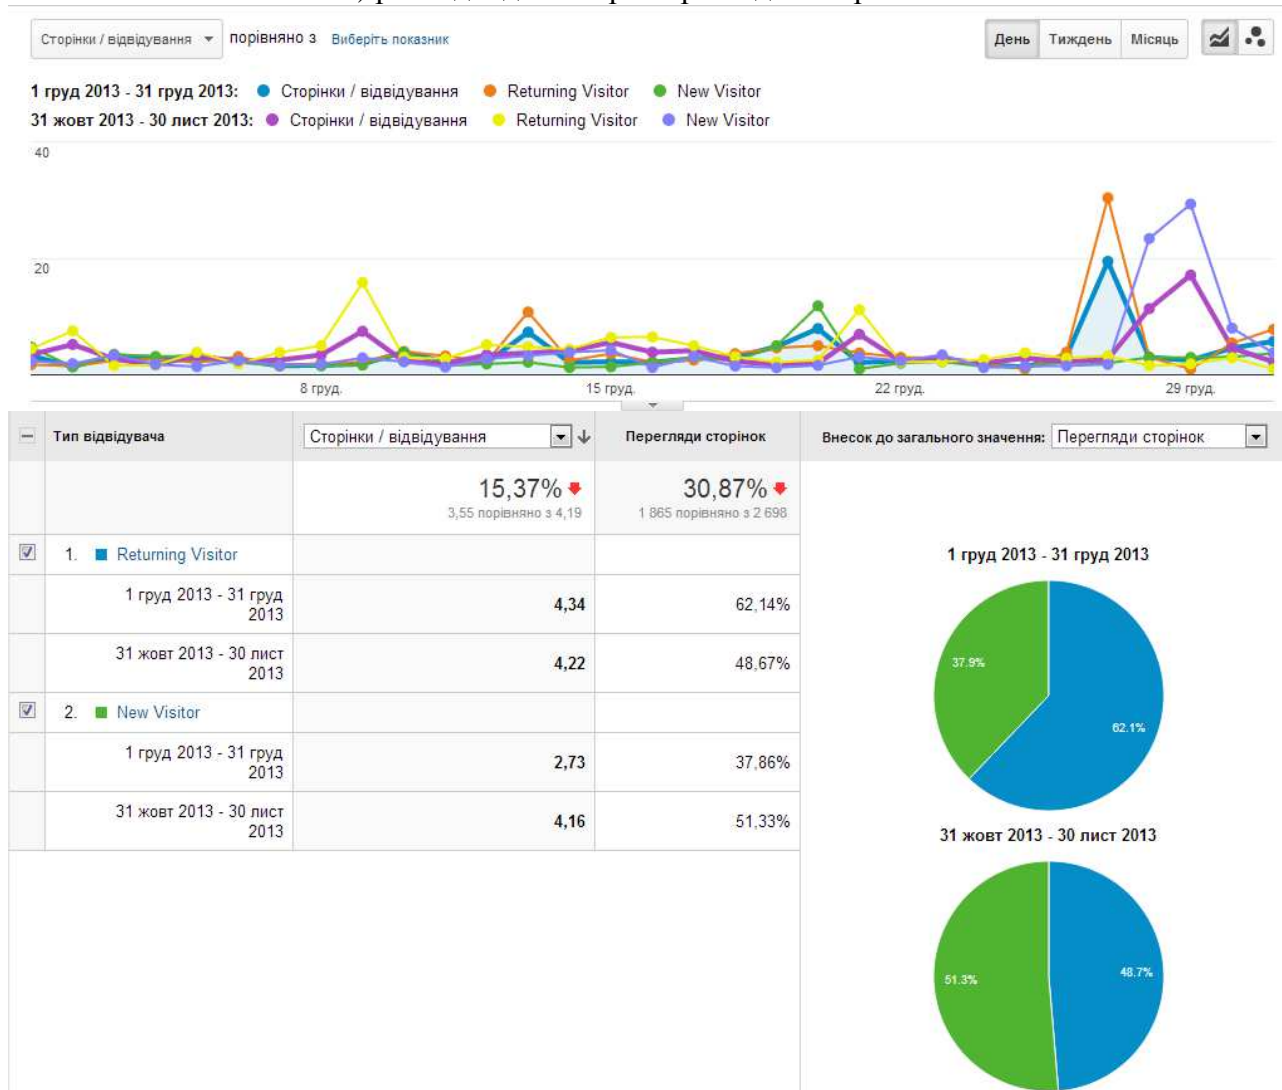 Сторінки / відвідування порівняно з Виберіть показник День Тиждень Місяць
1 груд 2013 - 31 груд 2013: Сторінки / відвідування Returning Visitor New Visitor
31 жовт 2013 - 30 лист 2013: Сторінки / відвідування Returning Visitor New Visitor
40
20
8 груд. 15 груд. 22 груд. 29 груд.
Тип відвідувача Сторінки / відвідування Перегляди сторінок Внесок до загального значення: Перегляди сторінок
15,37% 30,87%
3,55 порівняно з 4,19 1 865 порівняно з 2 698
1. Returning Visitor
1 груд 2013 - 31 груд
2013
4,34 62,14%
31 жовт 2013 - 30 лист
2013
4,22 48,67%
2. New Visitor
1 груд 2013 - 31 груд
2013
2,73 37,86%
31 жовт 2013 - 30 лист
2013
4,16 51,33%
1 груд 2013 - 31 груд 2013
37.9%
62.1%
31 жовт 2013 - 30 лист 2013
51.3% 48.7%